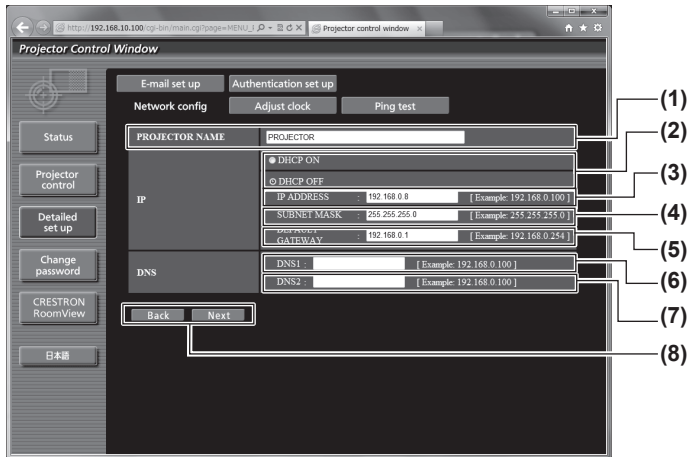 http://192.168.10.100/cgi-bin/main.cgi?page=MENU_F
Projector control window
Projector Control Window
E-mail set up
Authentication set up
Network config
Adjust clock
Ping test
Status
Projector
control
Detailed
set up
Change
password
CRESTRON
RoomView
日本語
PROJECTOR NAME
PROJECTOR
IP
DHCP ON
DHCP OFF
IP ADDRESS : 192.168.0.8 [ Example: 192.168.0.100 ]
SUBNET MASK : 255.255.255.0 [ Example: 255.255.255.0 ]
DEFAULT
GATEWAY : 192.168.0.1 [ Example: 192.168.0.254 ]
DNS
DNS1 : [ Example: 192.168.0.100 ]
DNS2 : [ Example: 192.168.0.100 ]
Back
Next
(1)
(2)
(3)
(4)
(5)
(6)
(7)
(8)